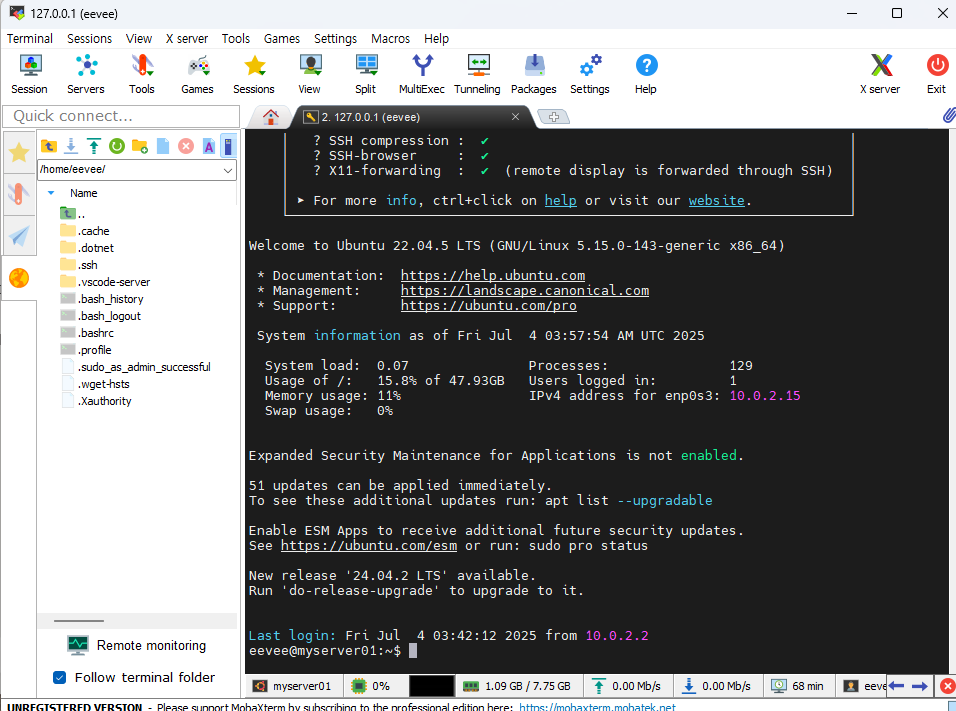 127.0.0.1 (eevee)
Terminal Sessions View X server Tools Games Settings Macros Help
Session Servers Tools Games Sessions View Split MultiExec Tunneling Packages Settings Help X server Exit
Quick connect...
2. 127.0.0.1 (eevee)
/home/eevee/
Name
..
.cache
.dotnet
.ssh
.vscode-server
.bash_history
.bash_logout
.bashrc
.profile
.sudo_as_admin_successful
.wget-hsts
.Xauthority
Remote monitoring
Follow terminal folder
? SSH compression : ✔
? SSH-browser : ✔
? X11-forwarding : ✔ (remote display is forwarded through SSH)
▸ For more info, ctrl+click on help or visit our website.
Welcome to Ubuntu 22.04.5 LTS (GNU/Linux 5.15.0-143-generic x86_64)
* Documentation: https://help.ubuntu.com
* Management: https://landscape.canonical.com
* Support: https://ubuntu.com/pro
System information as of Fri Jul 4 03:57:54 AM UTC 2025
System load: 0.07 Processes: 129
Usage of /: 15.8% of 47.93GB Users logged in: 1
Memory usage: 11% IPv4 address for enp0s3: 10.0.2.15
Swap usage: 0%
Expanded Security Maintenance for Applications is not enabled.
51 updates can be applied immediately.
To see these additional updates run: apt list --upgradable
Enable ESM Apps to receive additional future security updates.
See https://ubuntu.com/esm or run: sudo pro status
New release '24.04.2 LTS' available.
Run 'do-release-upgrade' to upgrade to it.
Last login: Fri Jul 4 03:42:12 2025 from 10.0.2.2
eevee@myserver01:~$
myserver01 0% 1.09 GB / 7.75 GB 0.00 Mb/s 0.00 Mb/s 68 min eeve
UNREGISTERED VERSION - Please support MobaXterm by subscribing to the professional edition here: https://mobaxterm.mobatek.net